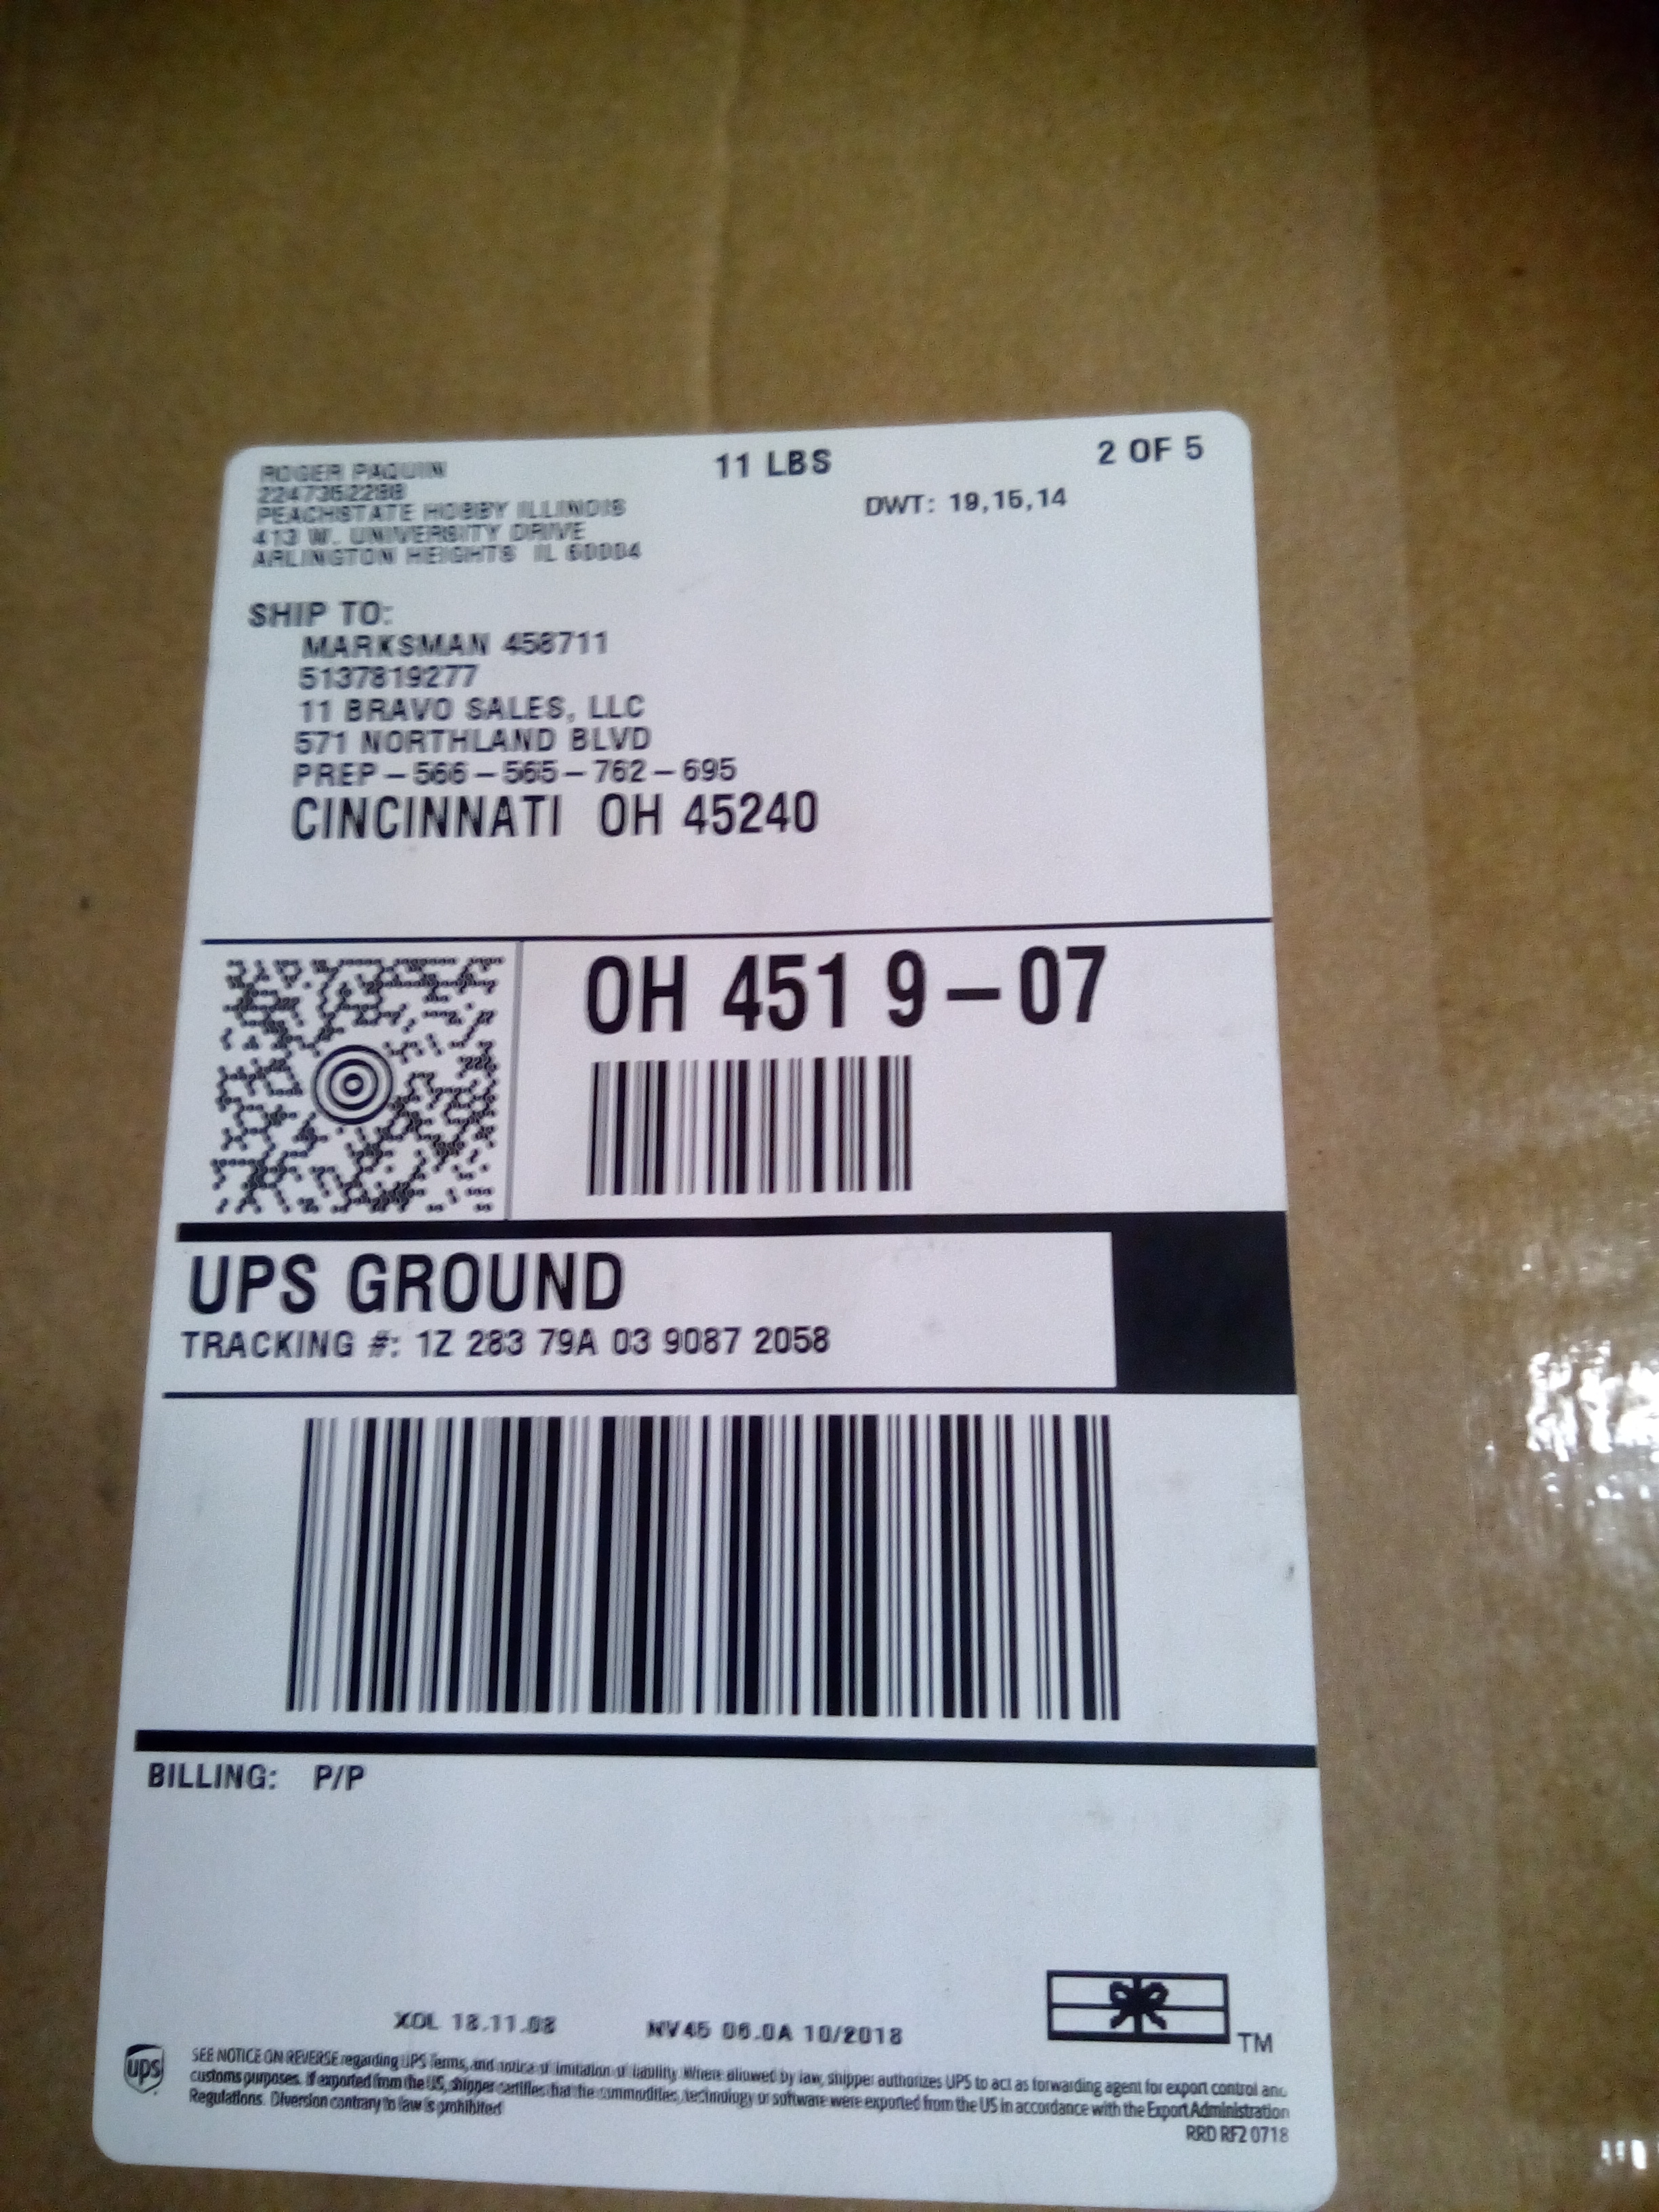 ROGER PAQUIN
2247352288
PEACHSTATE HOBBY ILLINOIS
413 W. UNIVERSITY DRIVE
ARLINGTON HEIGHTS IL 60004
11 LBS
2 OF 5
DWT: 19,15,14
SHIP TO:
MARKSMAN 458711
5137819277
11 BRAVO SALES, LLC
571 NORTHLAND BLVD
PREP-566-565-762-695
CINCINNATI OH 45240
OH 451 9-07
UPS GROUND
TRACKING #: 1Z 283 79A 03 9087 2058
BILLING: P/P
XOL 18.11.08
NV45 06.0A 10/2018
TM
ups
SEE NOTICE ON REVERSE regarding UPS Terms, and notice of limitation of liability. Where allowed by law, shipper authorizes UPS to act as forwarding agent for export control and
customs purposes. If exported from the US, shipper certifies that the commodities, technology or software were exported from the US in accordance with the Export Administration
Regulations. Diversion contrary to law is prohibited
RRD RF2 0718